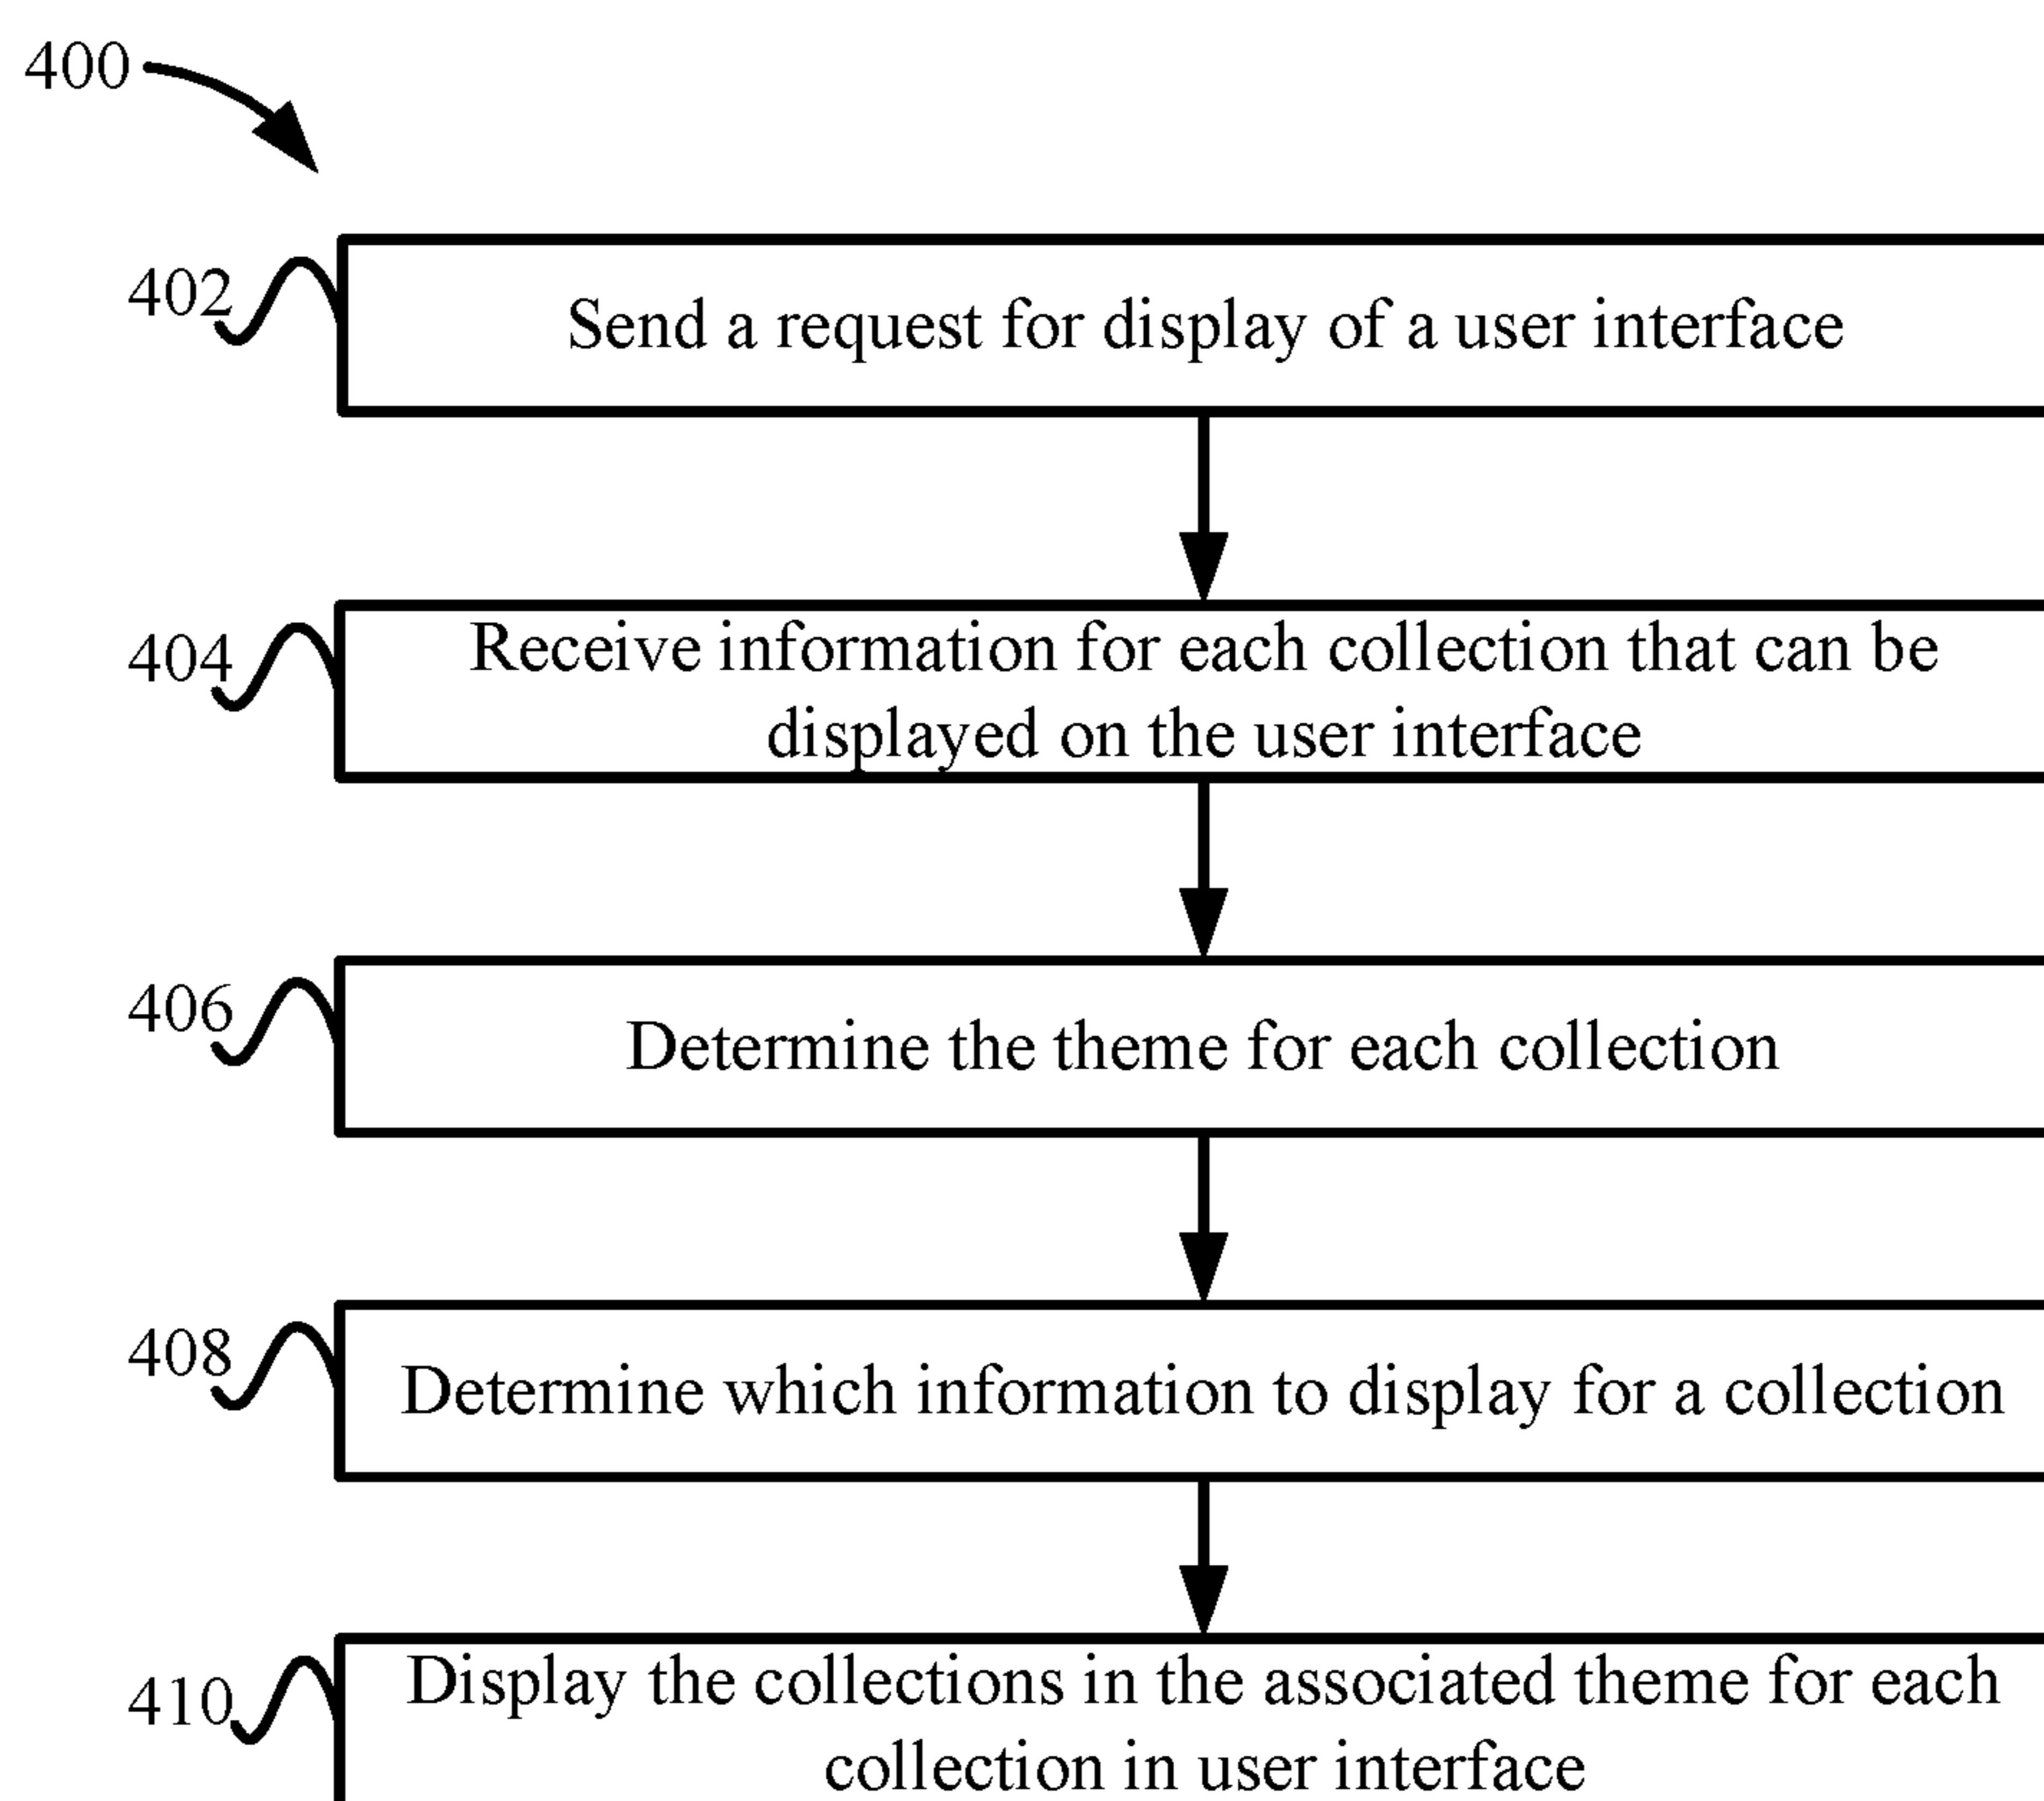 400
402
Send a request for display of a user interface
404
Receive information for each collection that can be
displayed on the user interface
406
Determine the theme for each collection
408
Determine which information to display for a collection
410
Display the collections in the associated theme for each
collection in user interface